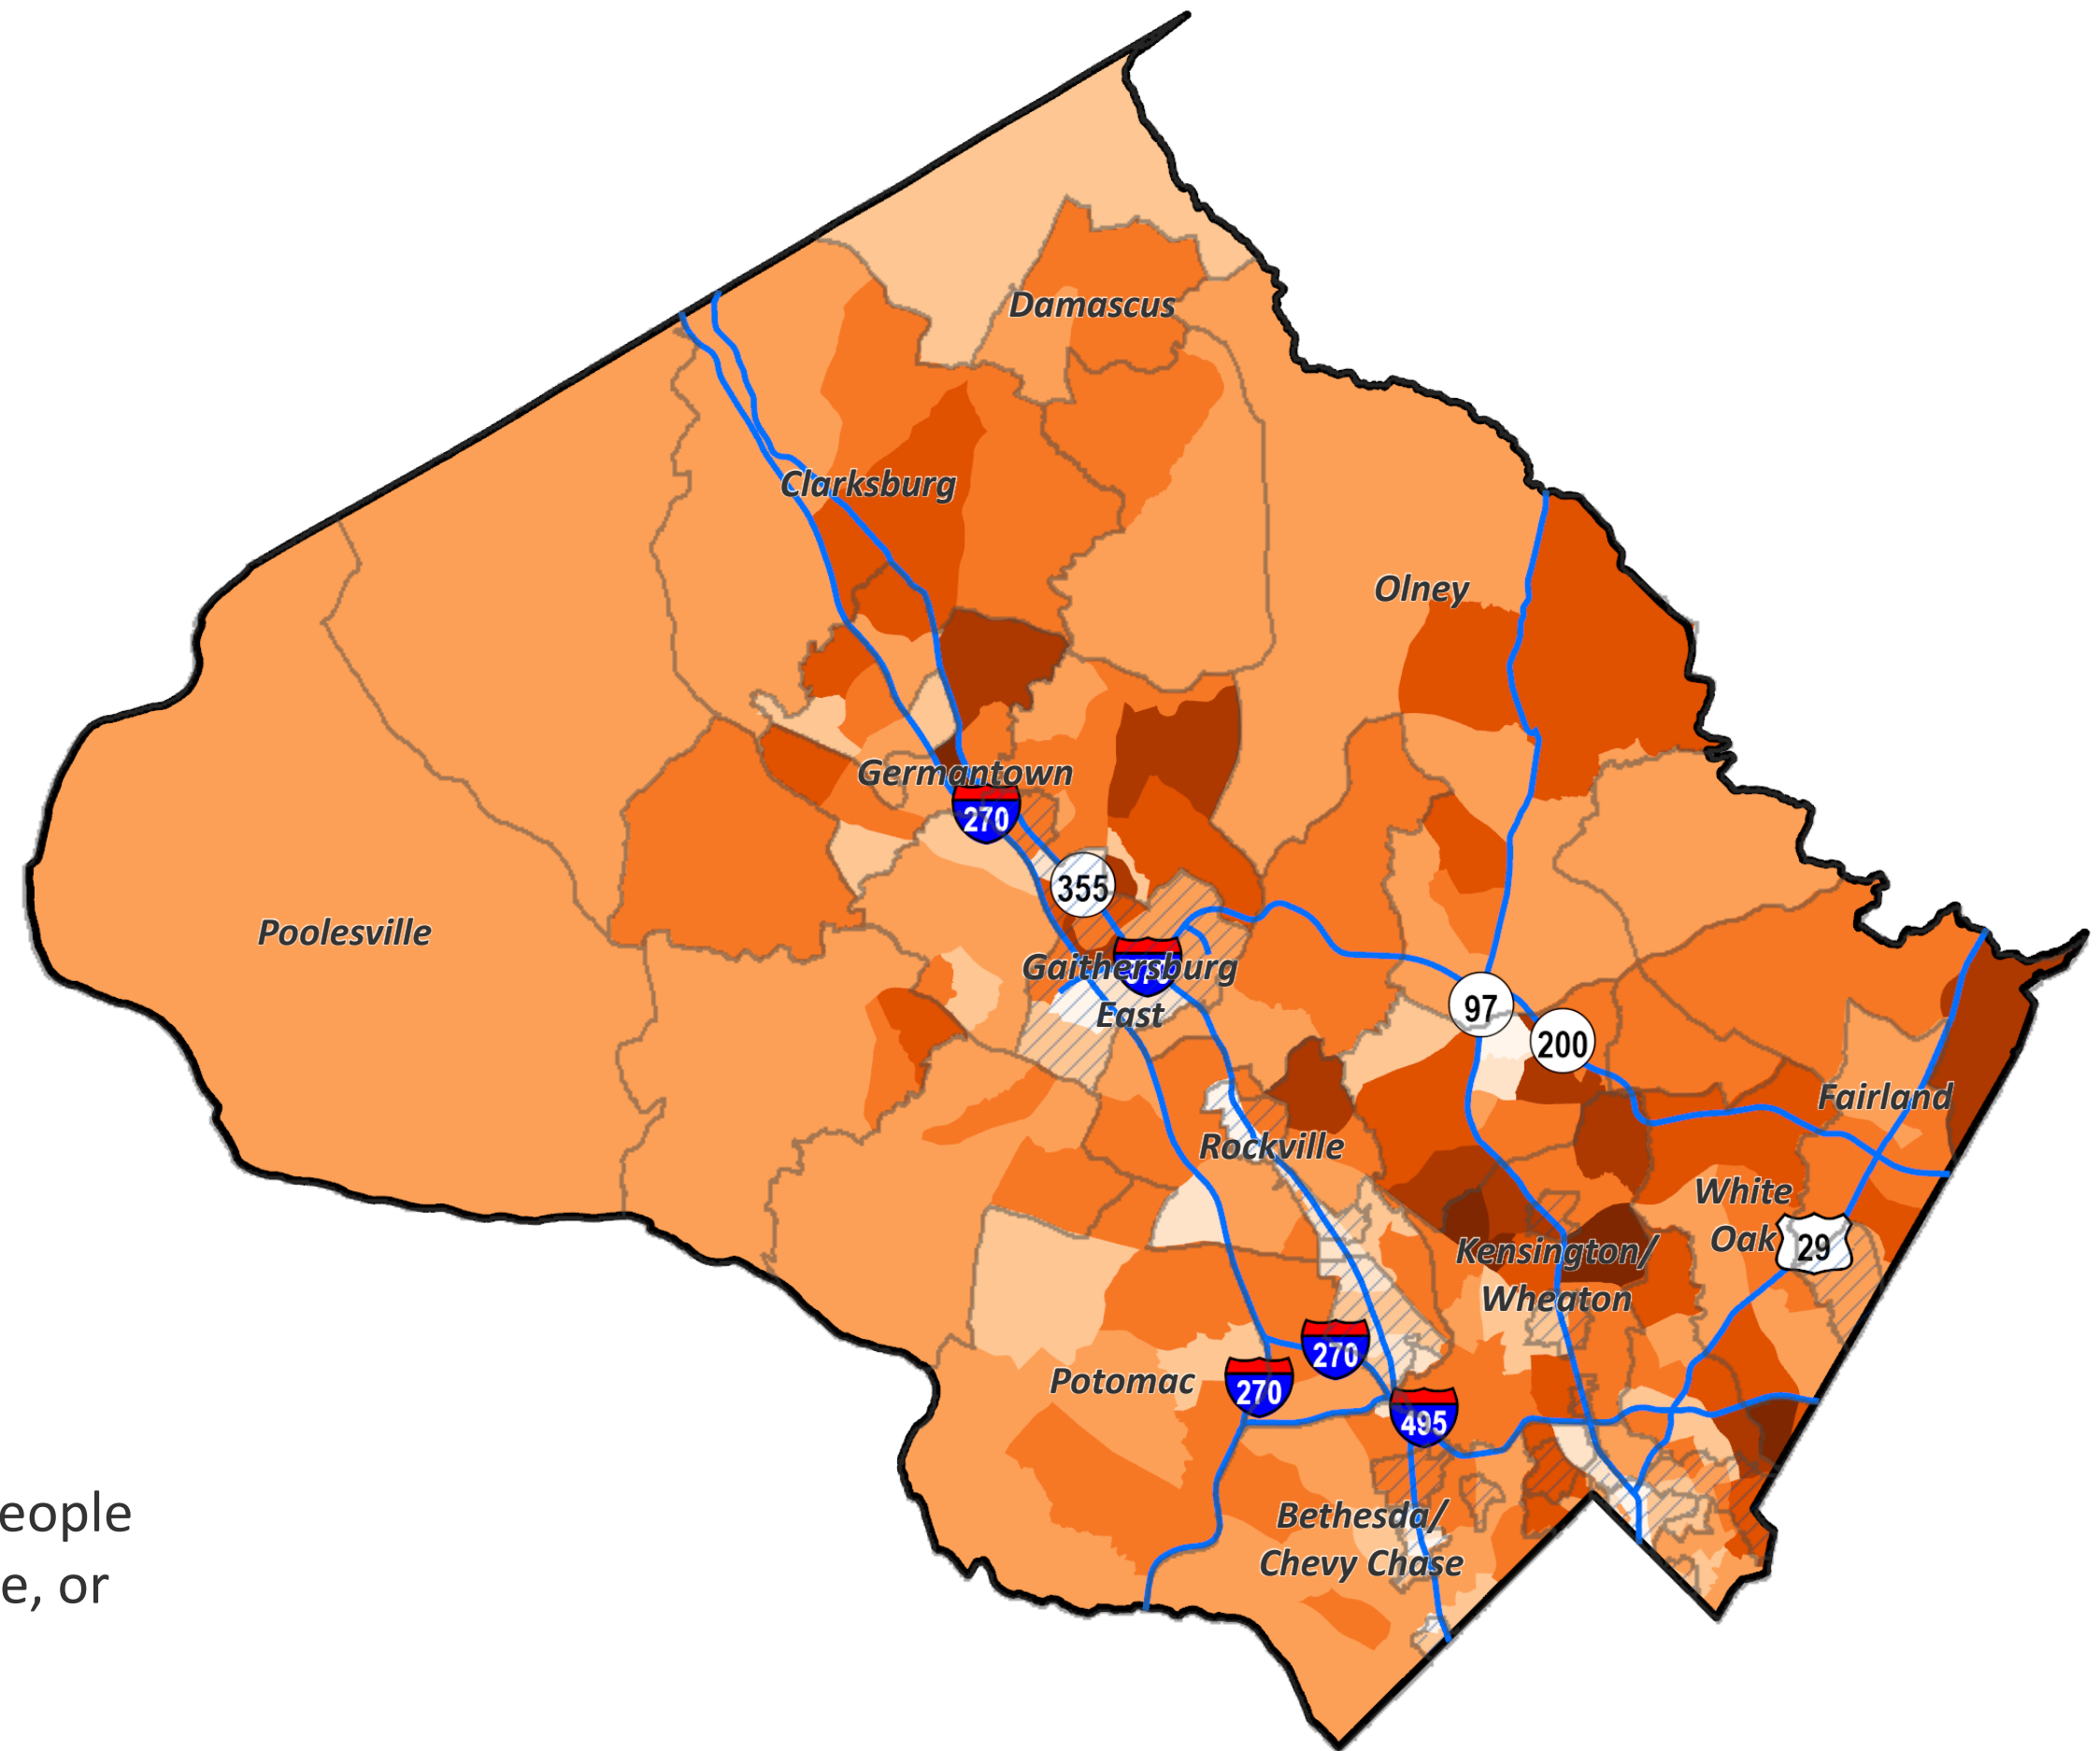 Damascus
Clarksburg
Olney
Germantown
270
355
Poolesville
Gaithersburg
East
97
200
Fairland
Rockville
White
Oak
29
Kensington/
Wheaton
270
Potomac
270
495
Bethesda/
Chevy Chase
eople
e, or